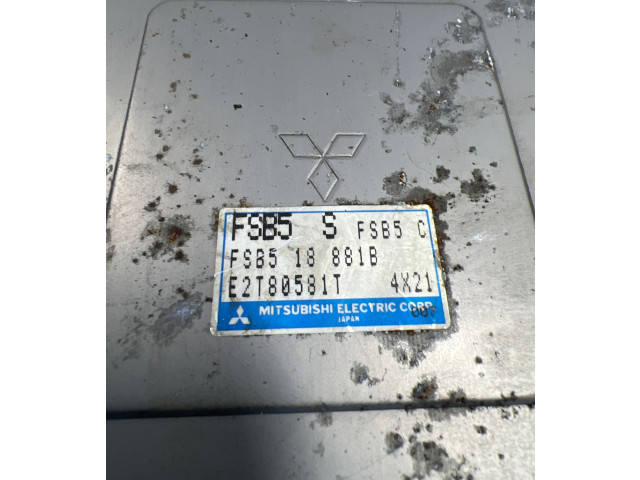 FSB5 S FSB5 C
FSB5 18 881B
E2T80581T 4X21
MITSUBISHI ELECTRIC CORP.
JAPAN